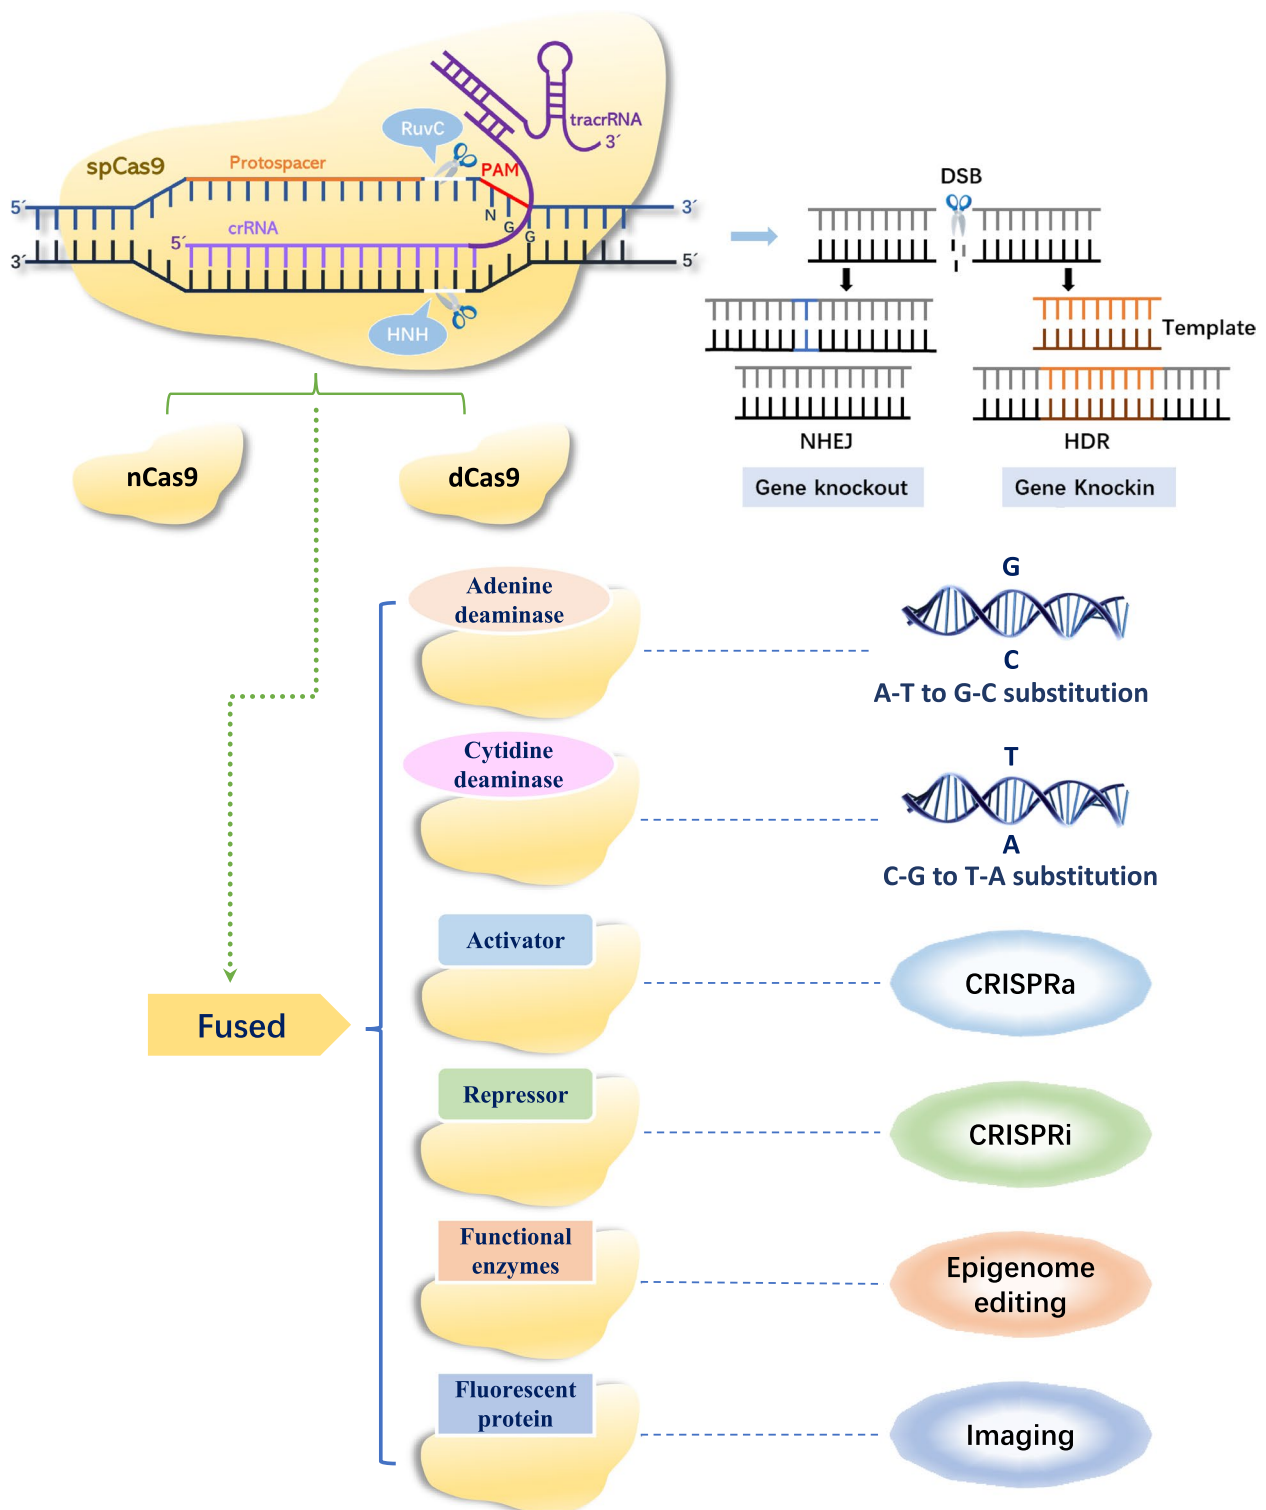 spCas9
Protospacer
RuvC
PAM
tracrRNA
3´
5´
3´
N
G
G
crRNA
5´
3´
5´
HNH
DSB
Template
NHEJ
HDR
Gene knockout
Gene Knockin
nCas9
dCas9
Adenine
deaminase
G
C
A-T to G-C substitution
Cytidine
deaminase
T
A
C-G to T-A substitution
Fused
Activator
CRISPRa
Repressor
CRISPRi
Functional
enzymes
Epigenome
editing
Fluorescent
protein
Imaging